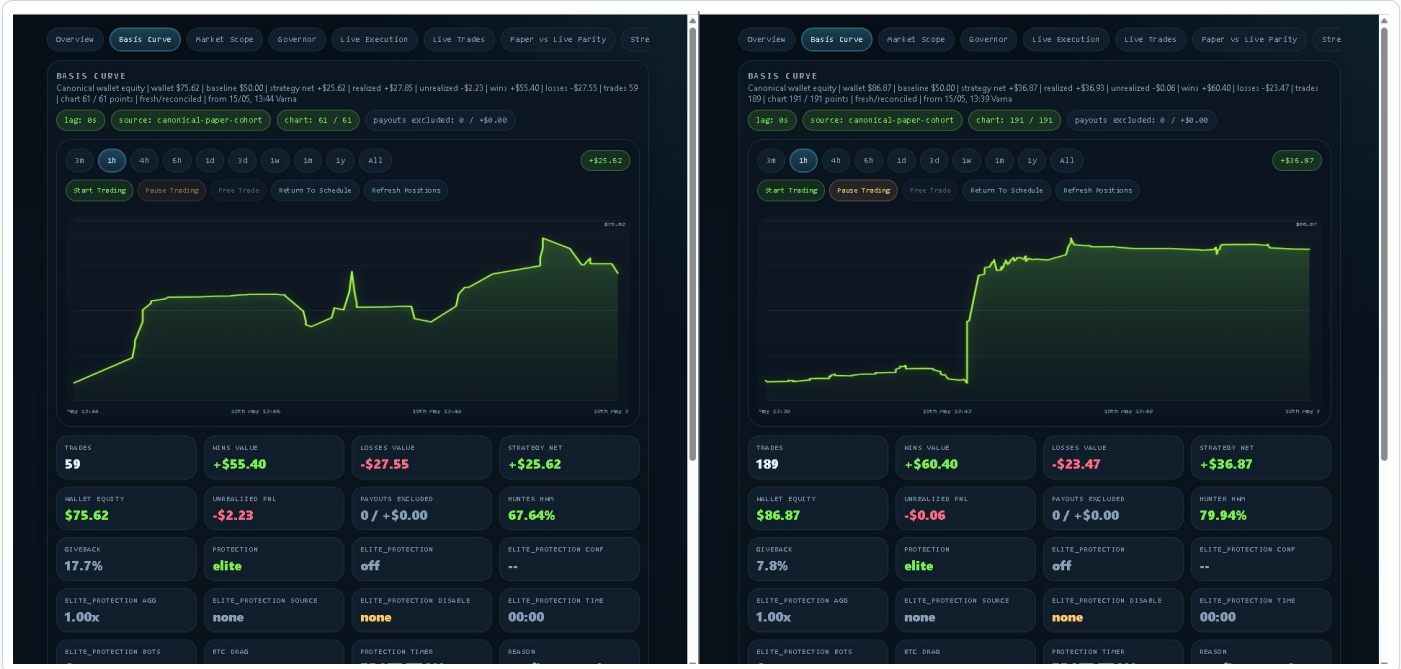 Overview Basis Curve Market Scope Governor Live Execution Live Trades Paper vs Live Parity Stre
BASIS CURVE
Canonical wallet equity | wallet $75.62 | baseline $50.00 | strategy net +$25.62 | realized +$27.85 | unrealized -$2.23 | wins +$55.40 | losses -$27.55 | trades 59
| chart 61 / 61 points | fresh/reconciled | from 15/05, 13:44 Varna
lag: 0s source: canonical-paper-cohort chart: 61 / 61 payouts excluded: 0 / +$0.00
3m 1h 4h 6h 1d 3d 1w 1m 1y All +$25.62
Start Trading Pause Trading Free Trade Return To Schedule Refresh Positions
$75.62
TRADES WINS VALUE LOSSES VALUE STRATEGY NET
59 +$55.40 -$27.55 +$25.62
WALLET EQUITY UNREALIZED PNL PAYOUTS EXCLUDED HUNTER HWM
$75.62 -$2.23 0 / +$0.00 67.64%
GIVEBACK PROTECTION ELITE_PROTECTION ELITE_PROTECTION CONF
17.7% elite off --
ELITE_PROTECTION AGG ELITE_PROTECTION SOURCE ELITE_PROTECTION DISABLE ELITE_PROTECTION TIME
1.00x none none 00:00
ELITE_PROTECTION BOTS BTC DRAG PROTECTION TIMER REASON
Overview Basis Curve Market Scope Governor Live Execution Live Trades Paper vs Live Parity Stre
BASIS CURVE
Canonical wallet equity | wallet $86.87 | baseline $50.00 | strategy net +$36.87 | realized +$36.93 | unrealized -$0.06 | wins +$60.40 | losses -$23.47 | trades
189 | chart 191 / 191 points | fresh/reconciled | from 15/05, 13:39 Varna
lag: 0s source: canonical-paper-cohort chart: 191 / 191 payouts excluded: 0 / +$0.00
3m 1h 4h 6h 1d 3d 1w 1m 1y All +$36.87
Start Trading Pause Trading Free Trade Return To Schedule Refresh Positions
$86.87
TRADES WINS VALUE LOSSES VALUE STRATEGY NET
189 +$60.40 -$23.47 +$36.87
WALLET EQUITY UNREALIZED PNL PAYOUTS EXCLUDED HUNTER HWM
$86.87 -$0.06 0 / +$0.00 79.94%
GIVEBACK PROTECTION ELITE_PROTECTION ELITE_PROTECTION CONF
7.8% elite off --
ELITE_PROTECTION AGG ELITE_PROTECTION SOURCE ELITE_PROTECTION DISABLE ELITE_PROTECTION TIME
1.00x none none 00:00
ELITE_PROTECTION BOTS BTC DRAG PROTECTION TIMER REASON